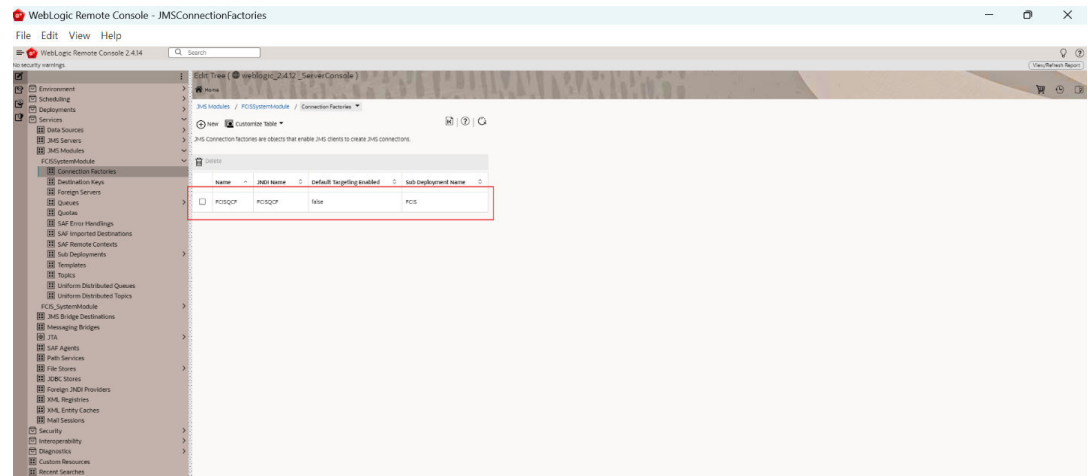 WebLogic Remote Console - JMSConnectionFactories
File Edit View Help
WebLogic Remote Console 2.4.14
Search
No security warnings
View/Refresh Report
Edit Tree ( weblogic_2.4.12_ServerConsole )
Home
JMS Modules / FCISSystemModule / Connection Factories
New Customize Table
JMS Connection factories are objects that enable JMS clients to create JMS connections.
Delete
Name JNDI Name Default Targeting Enabled Sub Deployment Name
FCISQCF FCISQCF false FCIS
Environment
Scheduling
Deployments
Services
Data Sources
JMS Servers
JMS Modules
FCISSystemModule
Connection Factories
Destination Keys
Foreign Servers
Queues
Quotas
SAF Error Handlings
SAF Imported Destinations
SAF Remote Contexts
Sub Deployments
Templates
Topics
Uniform Distributed Queues
Uniform Distributed Topics
FCIS_SystemModule
JMS Bridge Destinations
Messaging Bridges
JTA
SAF Agents
Path Services
File Stores
JDBC Stores
Foreign JNDI Providers
XML Registries
XML Entity Caches
Mail Sessions
Security
Interoperability
Diagnostics
Custom Resources
Recent Searches